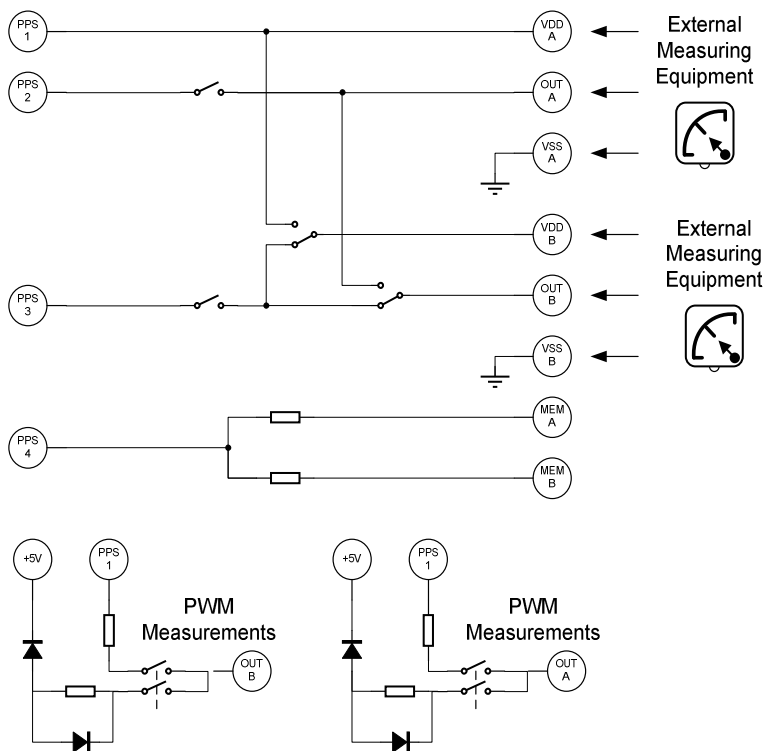 PPS
1
VDD
A
External
Measuring
Equipment
PPS
2
OUT
A
VSS
A
VDD
B
External
Measuring
Equipment
PPS
3
OUT
B
VSS
B
MEM
A
PPS
4
MEM
B
+5V
PPS
1
PWM
Measurements
OUT
B
+5V
PPS
1
PWM
Measurements
OUT
A